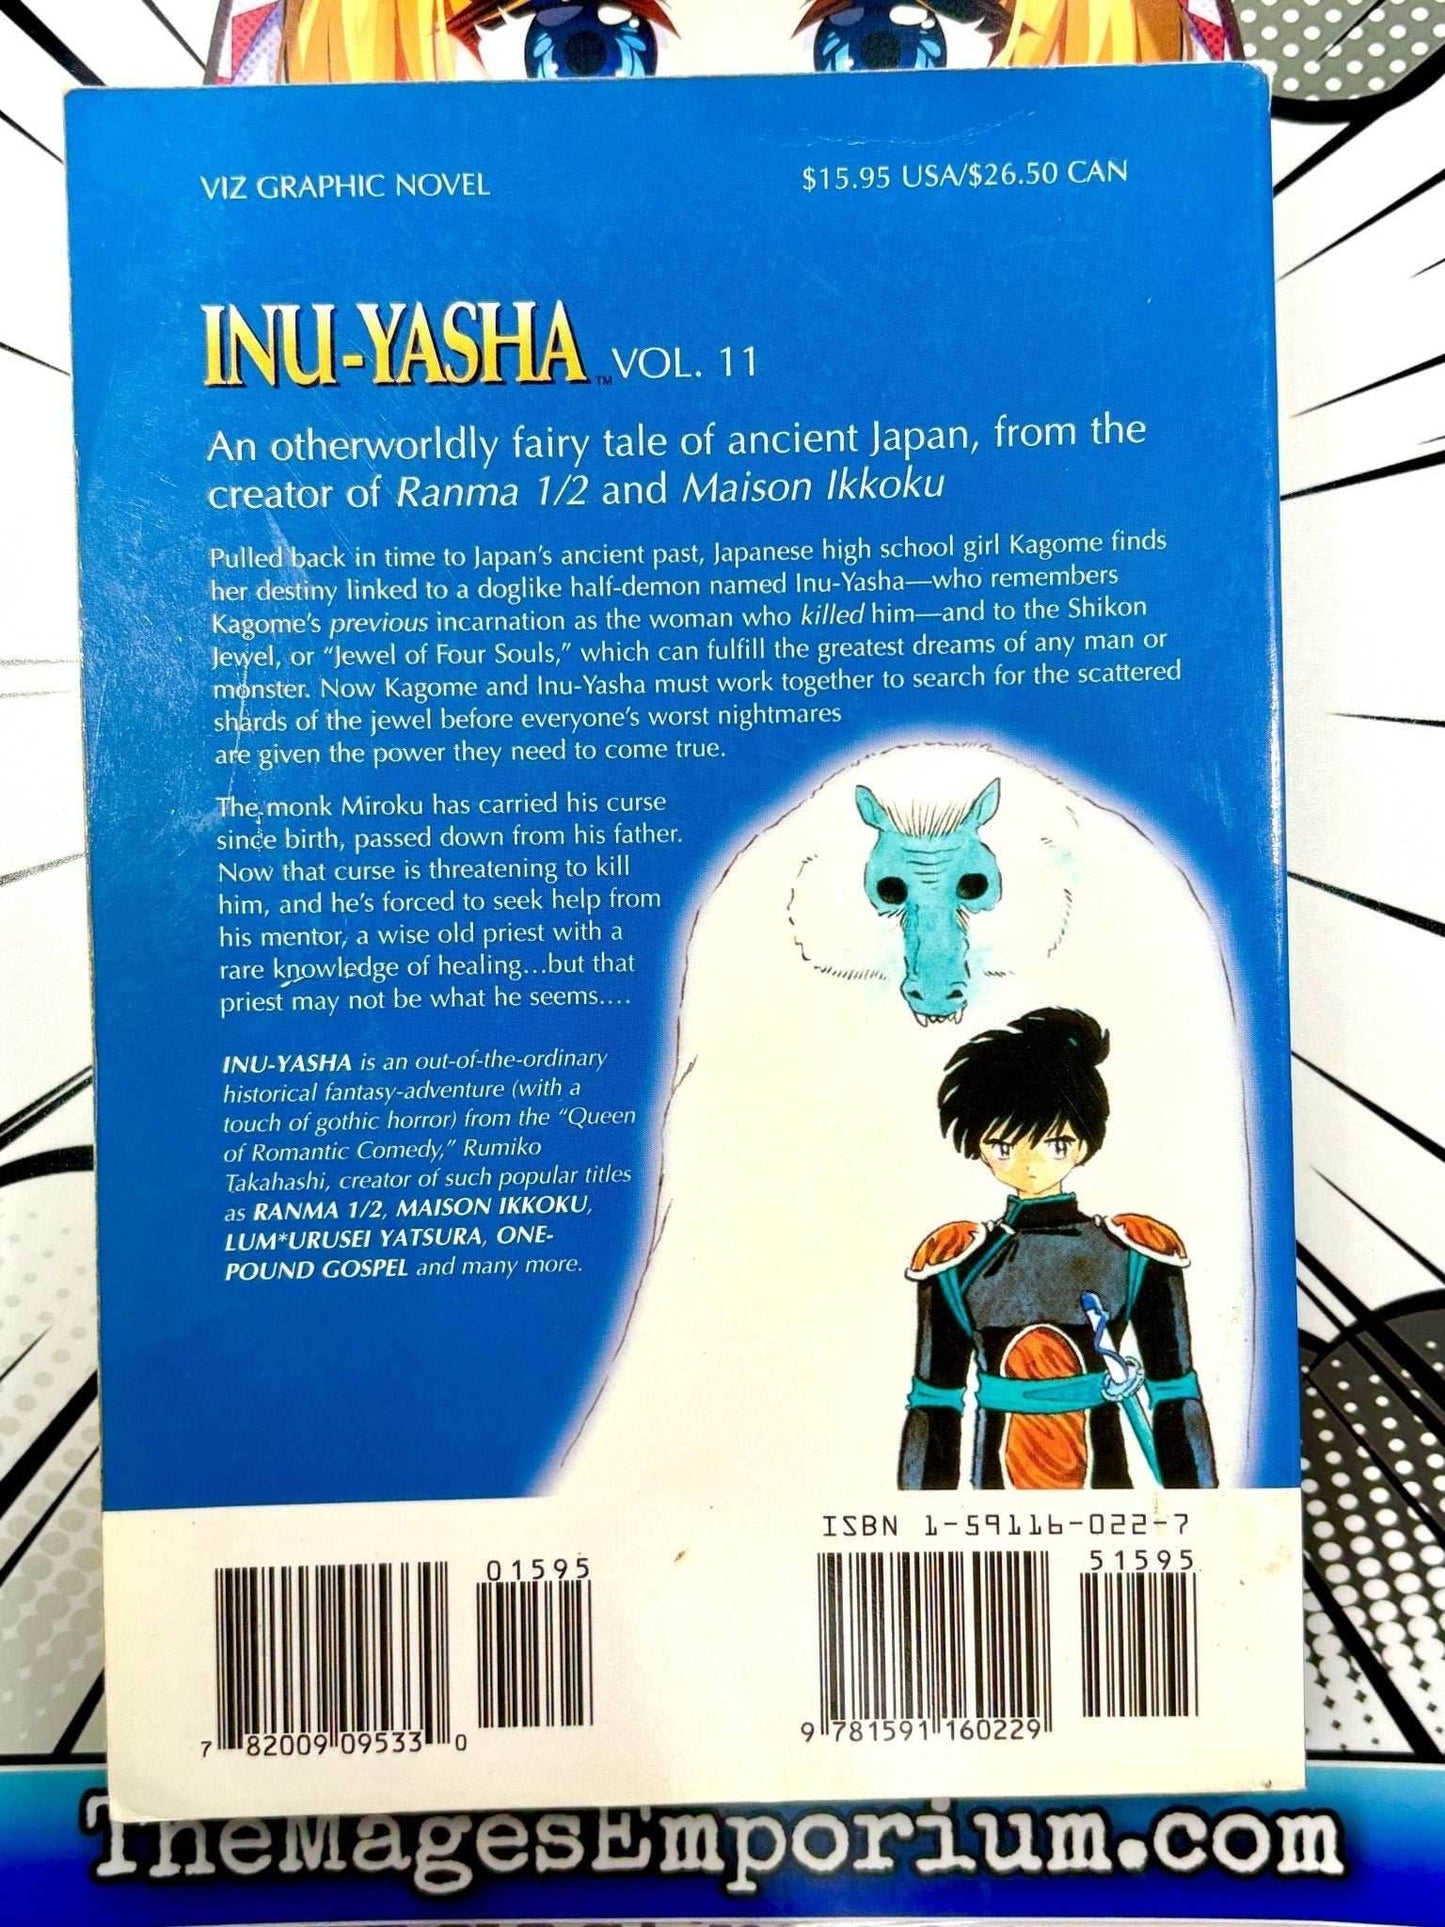 VIZ GRAPHIC NOVEL
$15.95 USA/$26.50 CAN
INU-YASHA™ VOL. 11
An otherworldly fairy tale of ancient Japan, from the
creator of Ranma 1/2 and Maison Ikkoku
Pulled back in time to Japan's ancient past, Japanese high school girl Kagome finds
her destiny linked to a doglike half-demon named Inu-Yasha—who remembers
Kagome's previous incarnation as the woman who killed him—and to the Shikon
Jewel, or “Jewel of Four Souls,” which can fulfill the greatest dreams of any man or
monster. Now Kagome and Inu-Yasha must work together to search for the scattered
shards of the jewel before everyone's worst nightmares
are given the power they need to come true.
The monk Miroku has carried his curse
since birth, passed down from his father.
Now that curse is threatening to kill
him, and he's forced to seek help from
his mentor, a wise old priest with a
rare knowledge of healing...but that
priest may not be what he seems....
INU-YASHA is an out-of-the-ordinary
historical fantasy-adventure (with a
touch of gothic horror) from the “Queen
of Romantic Comedy,” Rumiko
Takahashi, creator of such popular titles
as RANMA 1/2, MAISON IKKOKU,
LUM*URUSEI YATSURA, ONE-
POUND GOSPEL and many more.
ISBN 1-59116-022-7
01595
51595
7 82009 09533 0
9 781591 160229
TheMagesEmporium.com